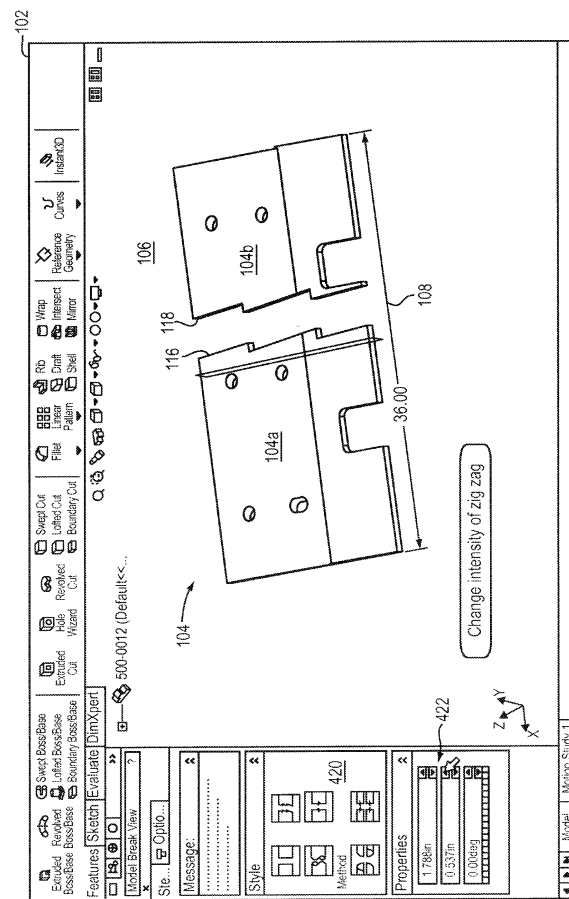 102
Extruded Boss/Base
Revolved Boss/Base
Swept Boss/Base
Lofted Boss/Base
Boundary Boss/Base
Extruded Cut
Hole Wizard
Revolved Cut
Swept Cut
Lofted Cut
Boundary Cut
Fillet
Linear Pattern
Rib
Draft
Shell
Wrap
Intersect
Mirror
Reference Geometry
Curves
Instant3D
Features
Sketch
Evaluate
DimXpert
Model Break View
?
×
Ste...
Optio...
Message:
Style
Method
420
Properties
1.788in
0.537in
0.00deg
422
500-0012 (Default<<...
104
104a
104b
106
116
118
108
36.00
Change intensity of zig zag
Z
Y
X
Model
Motion Study 1